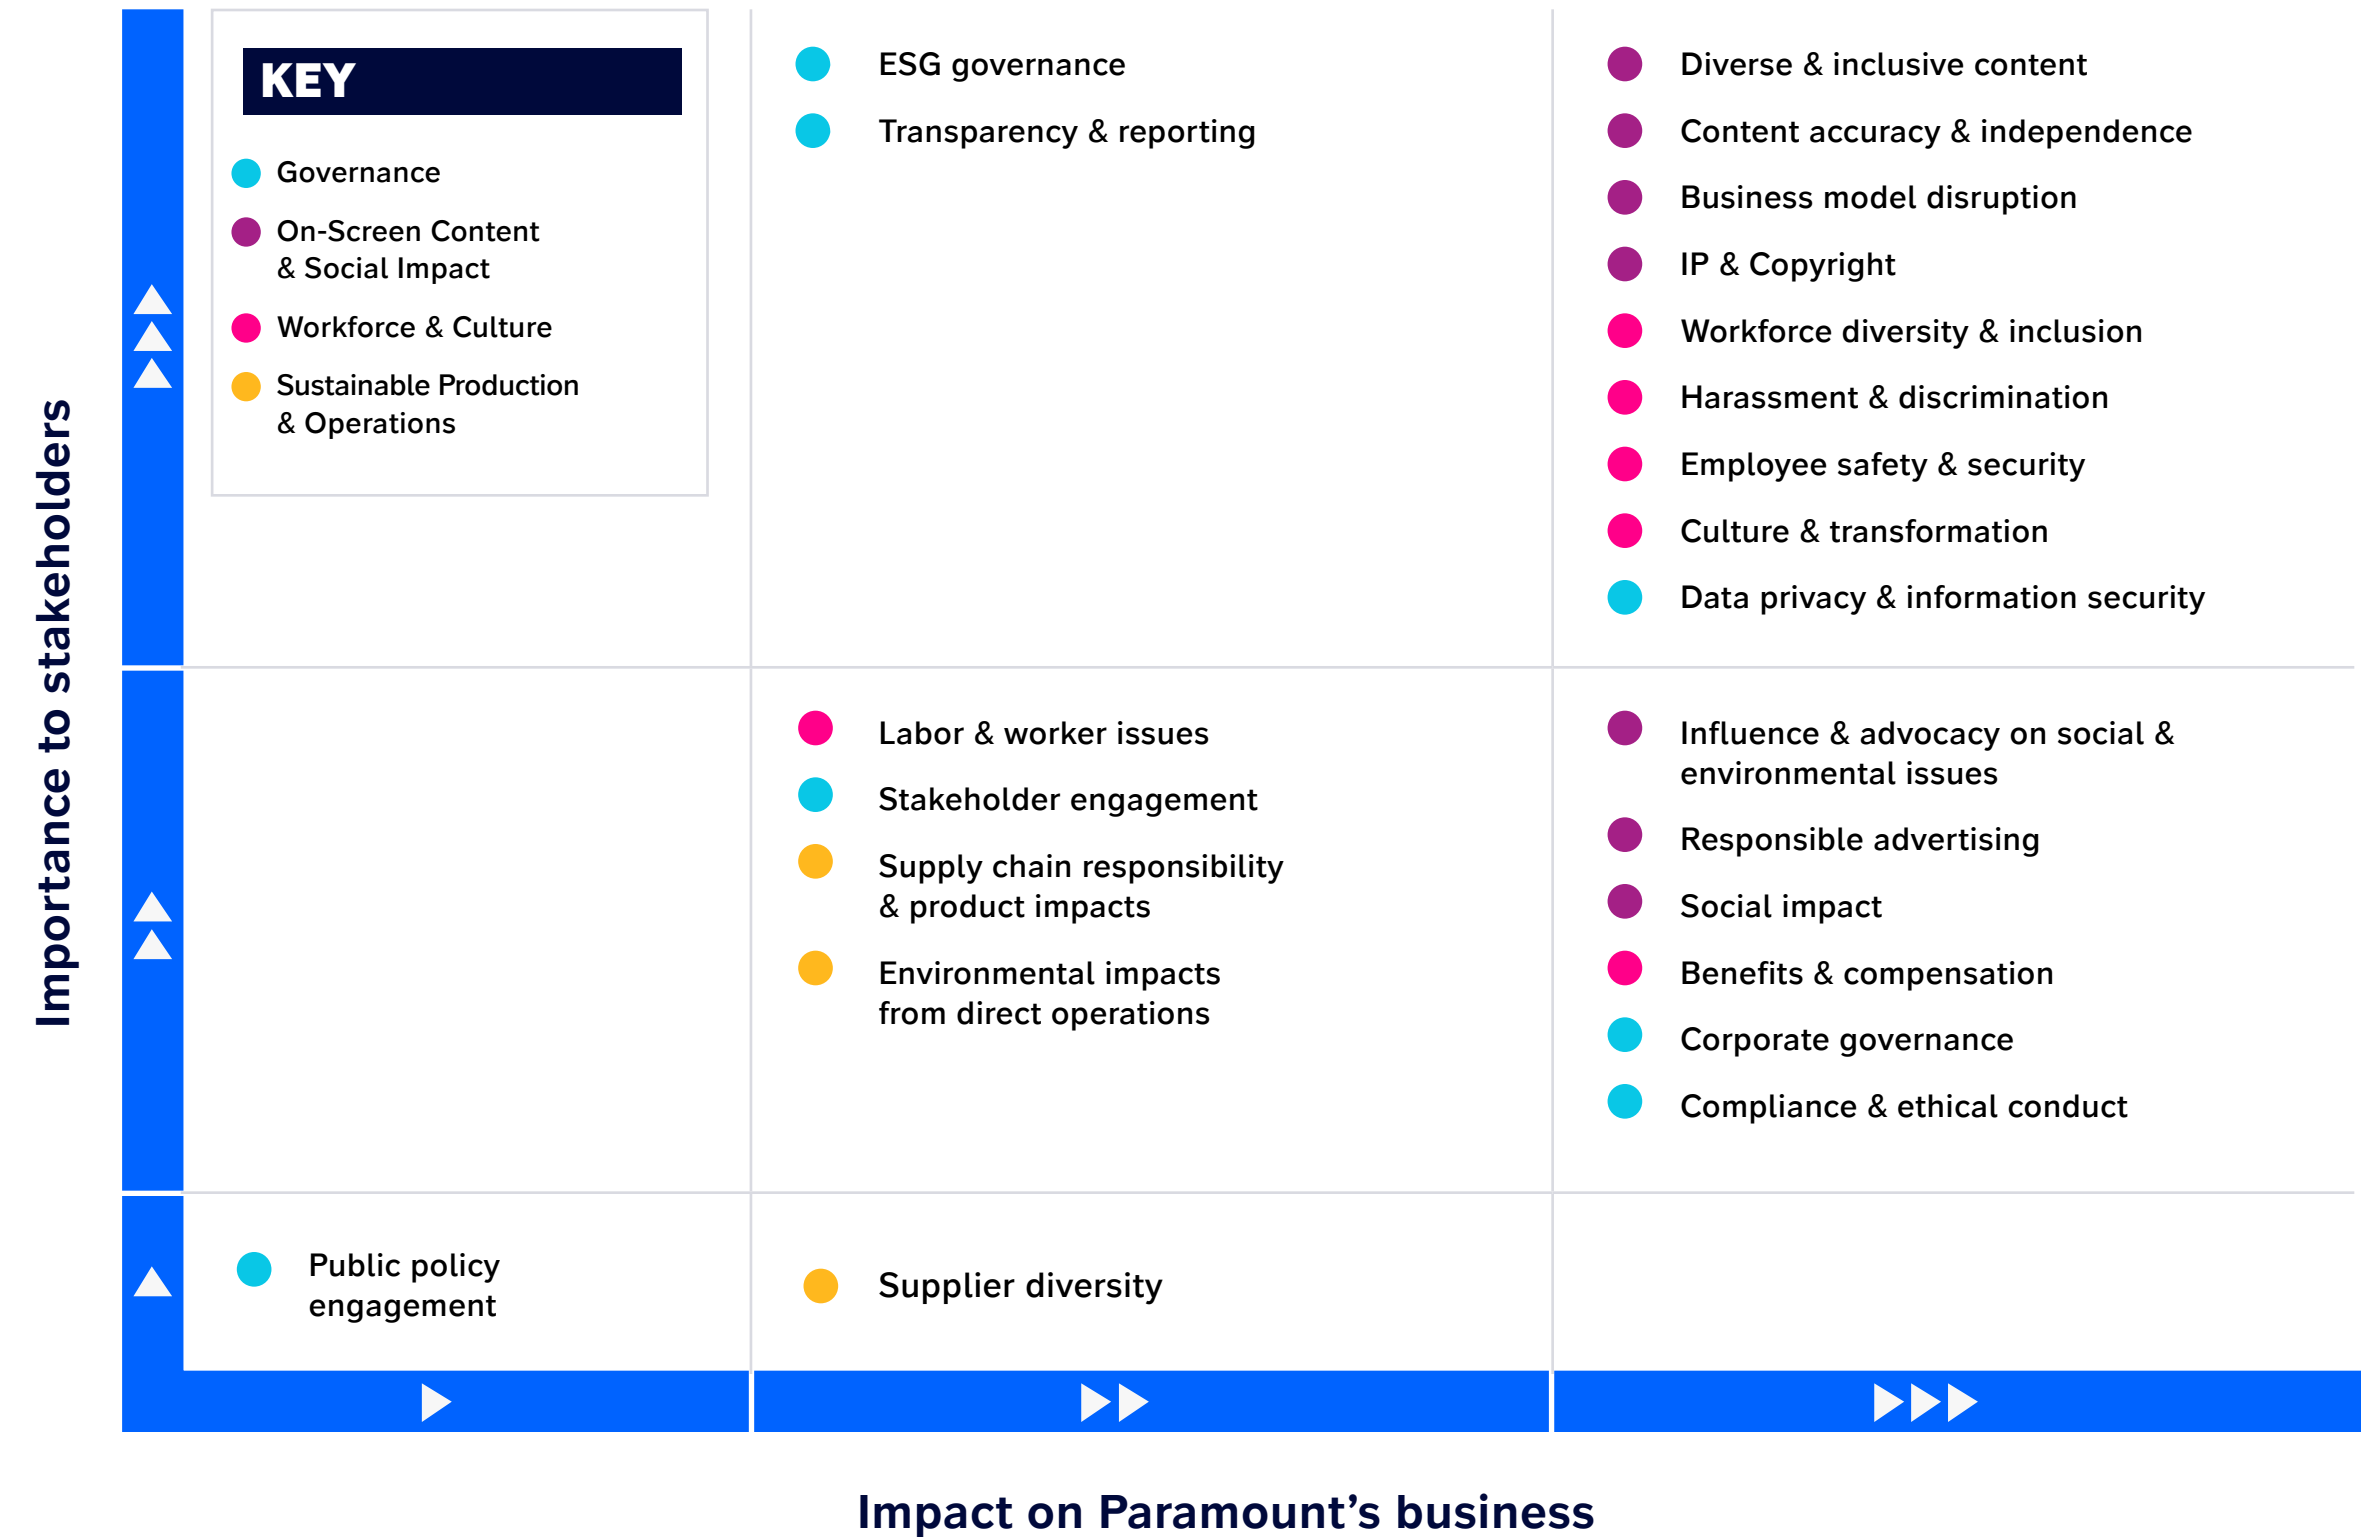 Importance to stakeholders
KEY
Governance
On-Screen Content
& Social Impact
Workforce & Culture
Sustainable Production
& Operations
ESG governance
Transparency & reporting
Diverse & inclusive content
Content accuracy & independence
Business model disruption
IP & Copyright
Workforce diversity & inclusion
Harassment & discrimination
Employee safety & security
Culture & transformation
Data privacy & information security
Labor & worker issues
Stakeholder engagement
Supply chain responsibility
& product impacts
Environmental impacts
from direct operations
Influence & advocacy on social &
environmental issues
Responsible advertising
Social impact
Benefits & compensation
Corporate governance
Compliance & ethical conduct
Public policy
engagement
Supplier diversity
Impact on Paramount’s business